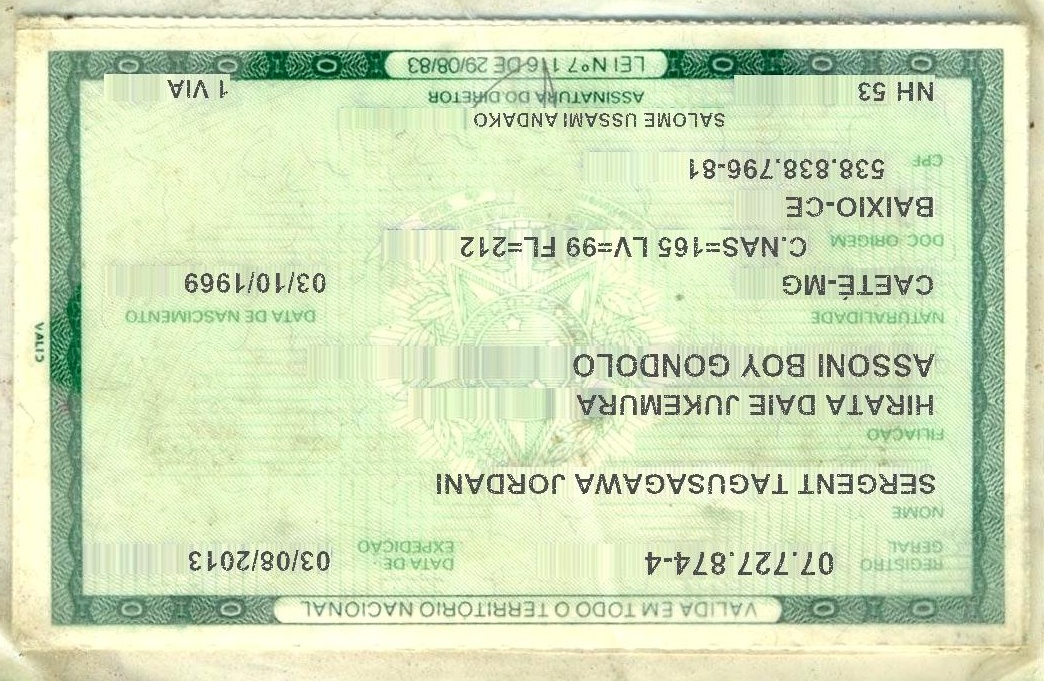 VALIDA EM TODO O TERRITÓRIO NACIONAL
REGISTRO GERAL 07.727.874-4 DATA DE EXPEDIÇÃO 03/08/2013
NOME
SERGENT TAGUSAGAWA JORDANI
FILIAÇÃO
HIRATA DAIE JUKEMURA
ASSONI BOY GONDOLO
NATURALIDADE DATA DE NASCIMENTO
CAETÉ-MG 03/10/1969
DOC ORIGEM C.NAS=165 LV=99 FL=212
BAIXIO-CE
CPF 538.838.796-81
SALOME USSAMI ANDAKO
NH 53 ASSINATURA DO DIRETOR 1 VIA
LEI Nº 7.116 DE 29/08/83